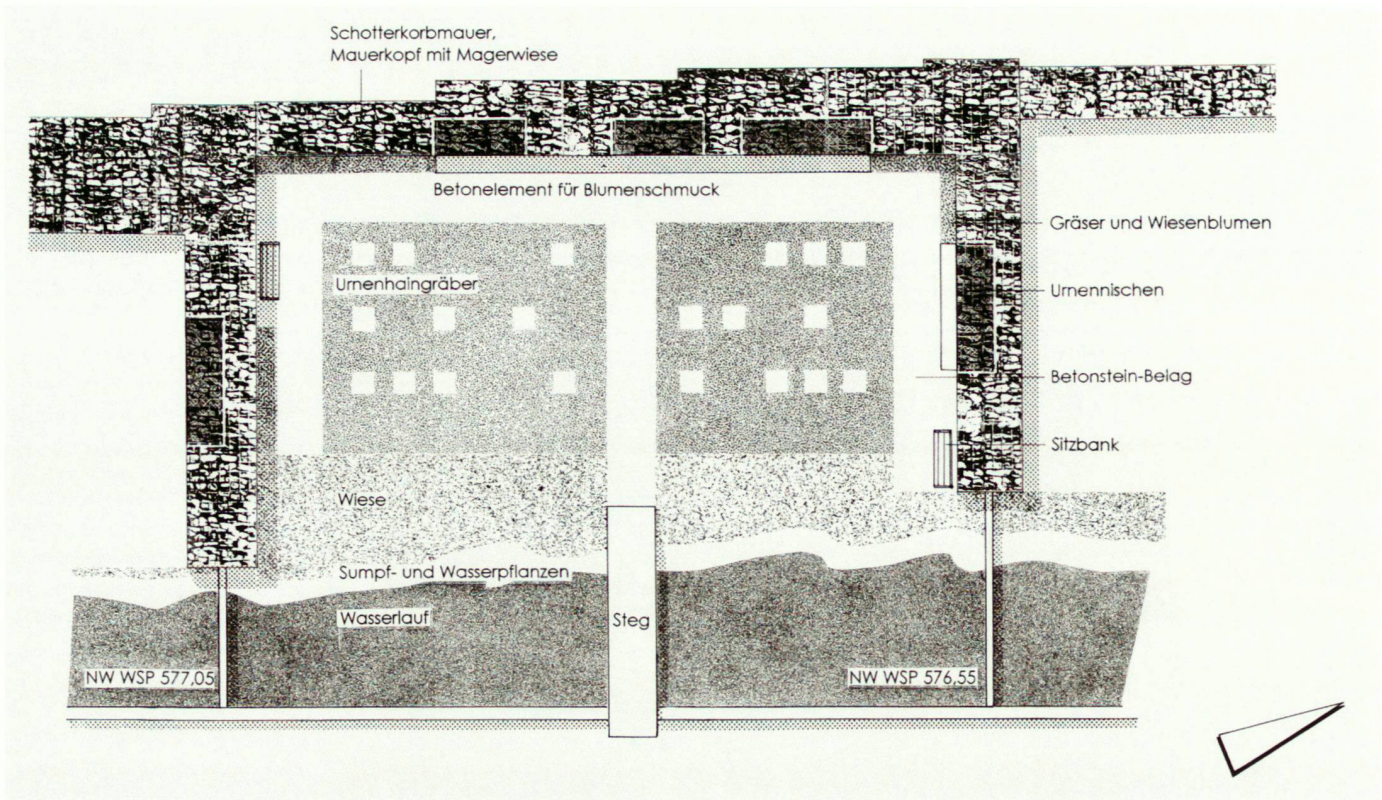 Schotterkorbmauer,
Mauerkopf mit Magerwiese
Betonelement für Blumenschmuck
Gräser und Wiesenblumen
Urnenhaingräber
Urnennischen
Betonstein-Belag
Sitzbank
Wiese
Sumpf- und Wasserpflanzen
Wasserlauf
Steg
NW WSP 577,05
NW WSP 576,55